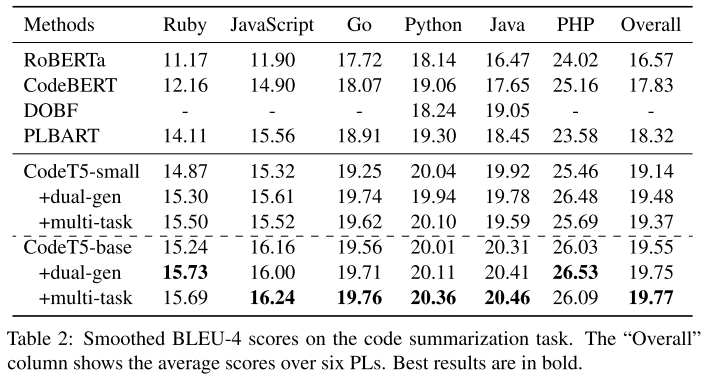 Methods Ruby JavaScript Go Python Java PHP Overall
RoBERTa 11.17 11.90 17.72 18.14 16.47 24.02 16.57
CodeBERT 12.16 14.90 18.07 19.06 17.65 25.16 17.83
DOBF - - - 18.24 19.05 - -
PLBART 14.11 15.56 18.91 19.30 18.45 23.58 18.32
CodeT5-small 14.87 15.32 19.25 20.04 19.92 25.46 19.14
+dual-gen 15.30 15.61 19.74 19.94 19.78 26.48 19.48
+multi-task 15.50 15.52 19.62 20.10 19.59 25.69 19.37
CodeT5-base 15.24 16.16 19.56 20.01 20.31 26.03 19.55
+dual-gen 15.73 16.00 19.71 20.11 20.41 26.53 19.75
+multi-task 15.69 16.24 19.76 20.36 20.46 26.09 19.77
Table 2: Smoothed BLEU-4 scores on the code summarization task. The “Overall”
column shows the average scores over six PLs. Best results are in bold.